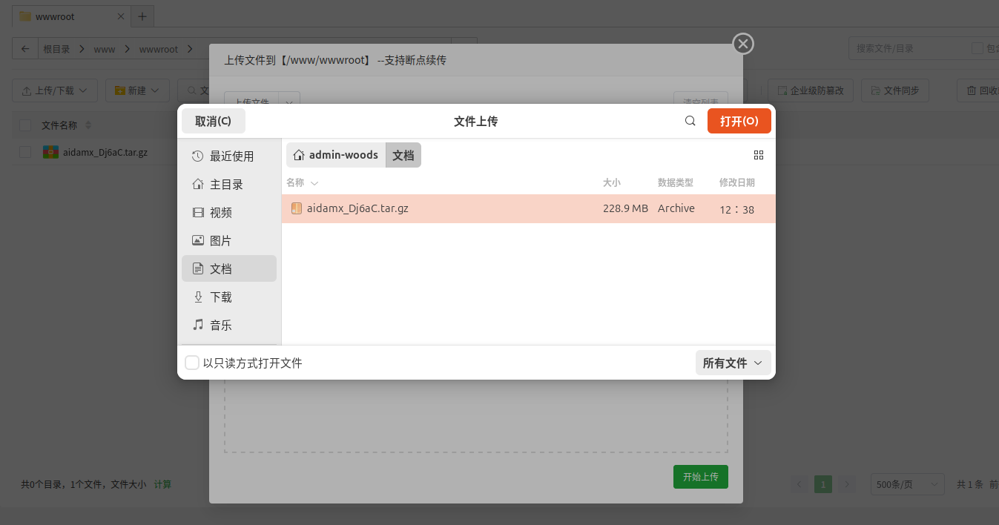 wwwroot
根目录 www wwwroot
搜索文件/目录
上传文件到【/www/wwwroot】 --支持断点续传
上传/下载 新建 文
上传文件 清空列表
企业级防篡改 文件同步 回收
文件名称
aidamx_Dj6aC.tar.gz
取消(C) 文件上传 打开(O)
最近使用
主目录
视频
图片
文档
下载
音乐
admin-woods 文档
名称 大小 数据类型 修改日期
aidamx_Dj6aC.tar.gz 228.9 MB Archive 12：38
以只读方式打开文件 所有文件
开始上传
共0个目录，1个文件，文件大小 计算
1 500条/页 共 1 条 前